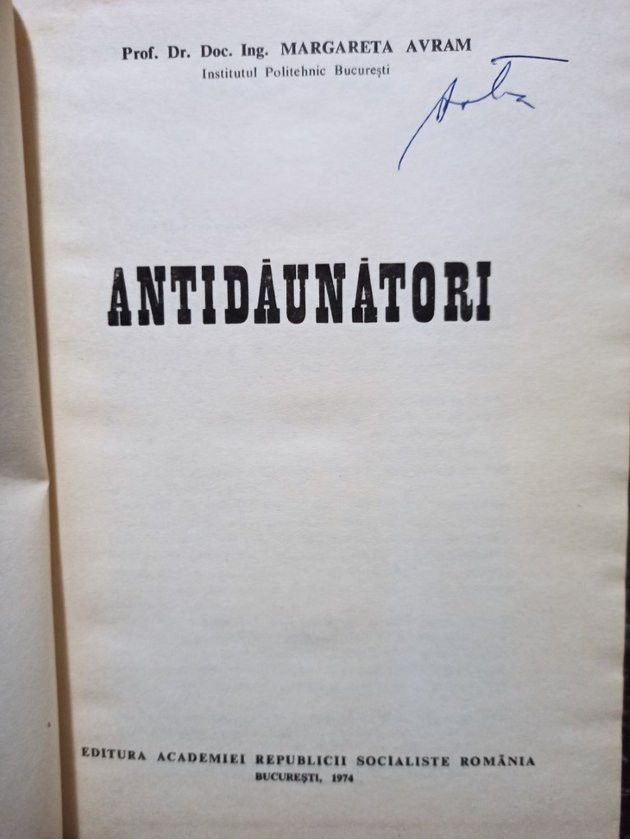 Prof. Dr. Doc. Ing. MARGARETA AVRAM
Institutul Politehnic București
ANTIDĂUNĂTORI
EDITURA ACADEMIEI REPUBLICII SOCIALISTE ROMÂNIA
BUCUREȘTI, 1974